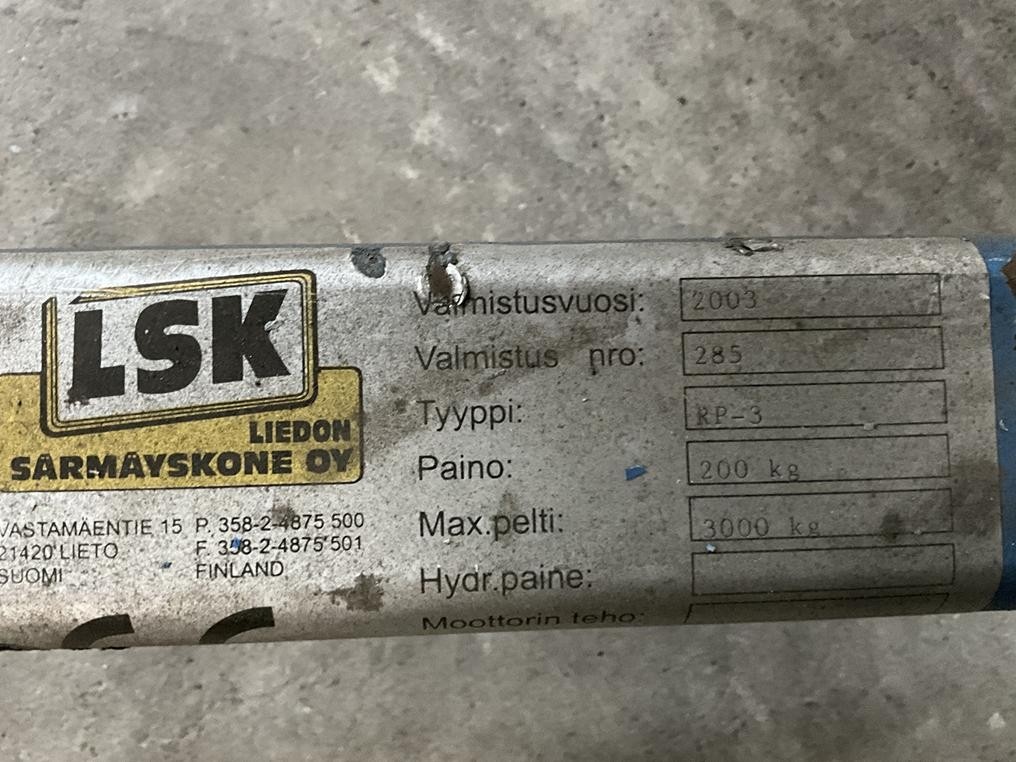 LSK
LIEDON
SÄRMÄYSKONE OY
VASTAMÄENTIE 15 P. 358-2-4875 500
21420 LIETO F. 358-2-4875 501
SUOMI FINLAND
Valmistusvuosi: 2003
Valmistus nro: 285
Tyyppi: RP-3
Paino: 200 kg
Max.pelti: 3000 kg
Hydr.paine:
Moottorin teho: